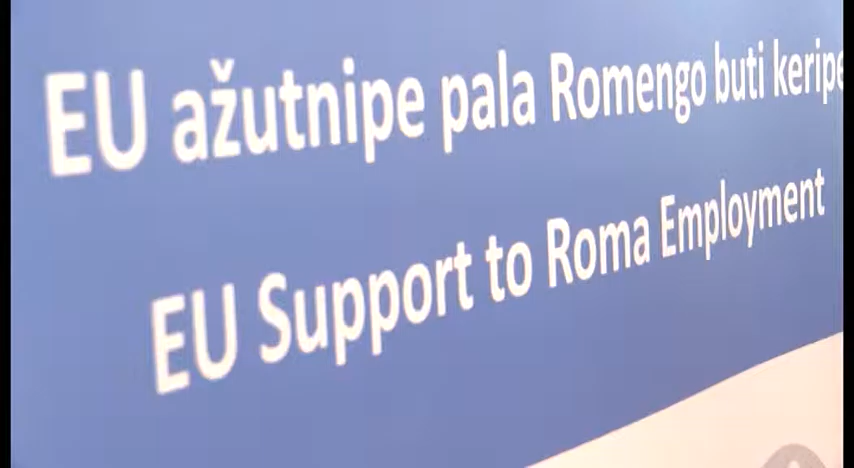 EU ažutnipe pala Romengo buti keripe
EU Support to Roma Employment